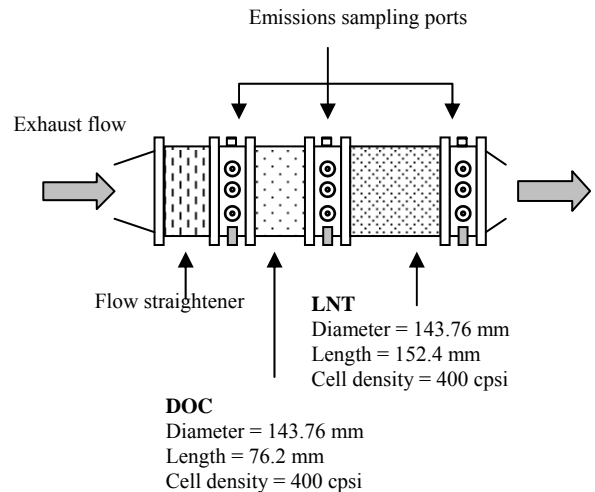 Emissions sampling ports
Exhaust flow
Flow straightener
LNT
Diameter = 143.76 mm
Length = 152.4 mm
Cell density = 400 cpsi
DOC
Diameter = 143.76 mm
Length = 76.2 mm
Cell density = 400 cpsi